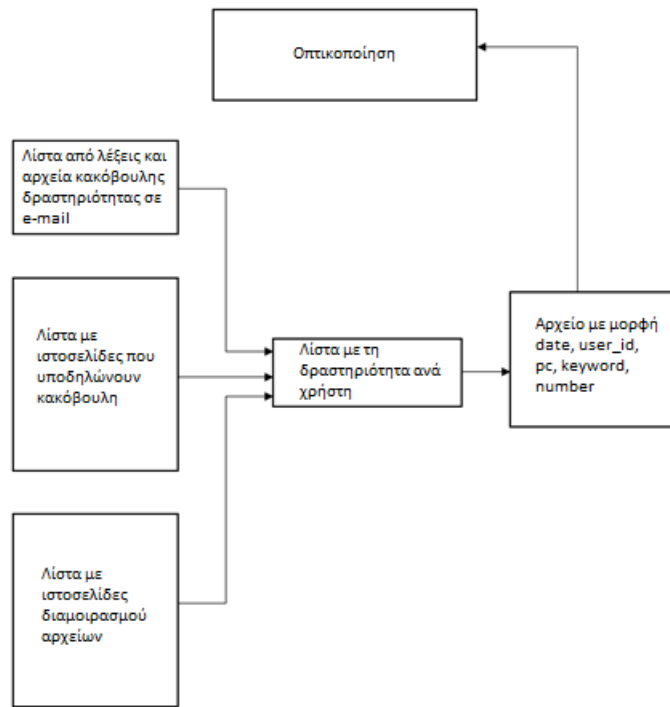 Οπτικοποίηση
Λίστα από λέξεις και
αρχεία κακόβουλης
δραστηριότητας σε
e-mail
Λίστα με
ιστοσελίδες που
υποδηλώνουν
κακόβουλη
Λίστα με
ιστοσελίδες
διαμοιρασμού
αρχείων
Λίστα με τη
δραστηριότητα ανά
χρήστη
Αρχείο με μορφή
date, user_id,
pc, keyword,
number